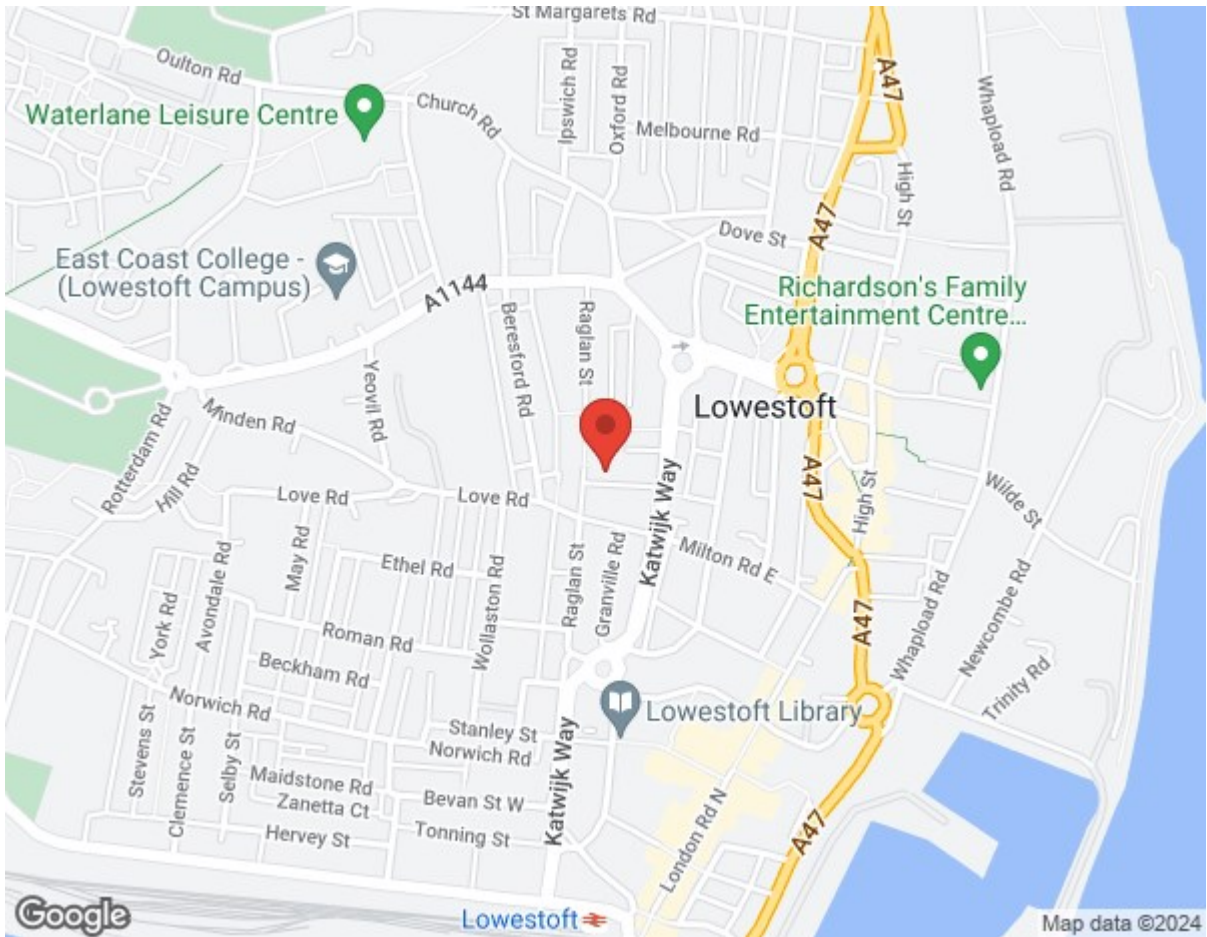 St Margarets Rd
Oulton Rd
Waterlane Leisure Centre
Church Rd
Ipswich Rd
Oxford Rd
Melbourne Rd
A47
High St
Whapload Rd
A47
Dove St
East Coast College -
(Lowestoft Campus)
A1144
Richardson's Family
Entertainment Centre...
Raglan St
Beresford Rd
Yeovil Rd
Lowestoft
Minden Rd
Rotterdam Rd
Hill Rd
Love Rd
Love Rd
Katwijk Way
A47
High St
Wilde St
May Rd
Ethel Rd
Avondale Rd
Wollaston Rd
Raglan St
Granville Rd
Milton Rd E
York Rd
Roman Rd
Beckham Rd
A47
Whapload Rd
Newcombe Rd
Trinity Rd
Norwich Rd
Lowestoft Library
Stanley St
Norwich Rd
Stevens St
Clemence St
Selby St
Maidstone Rd
Zanetta Ct
Bevan St W
Katwijk Way
Hervey St
Tonning St
London Rd N
A47
Google
Lowestoft
Map data ©2024